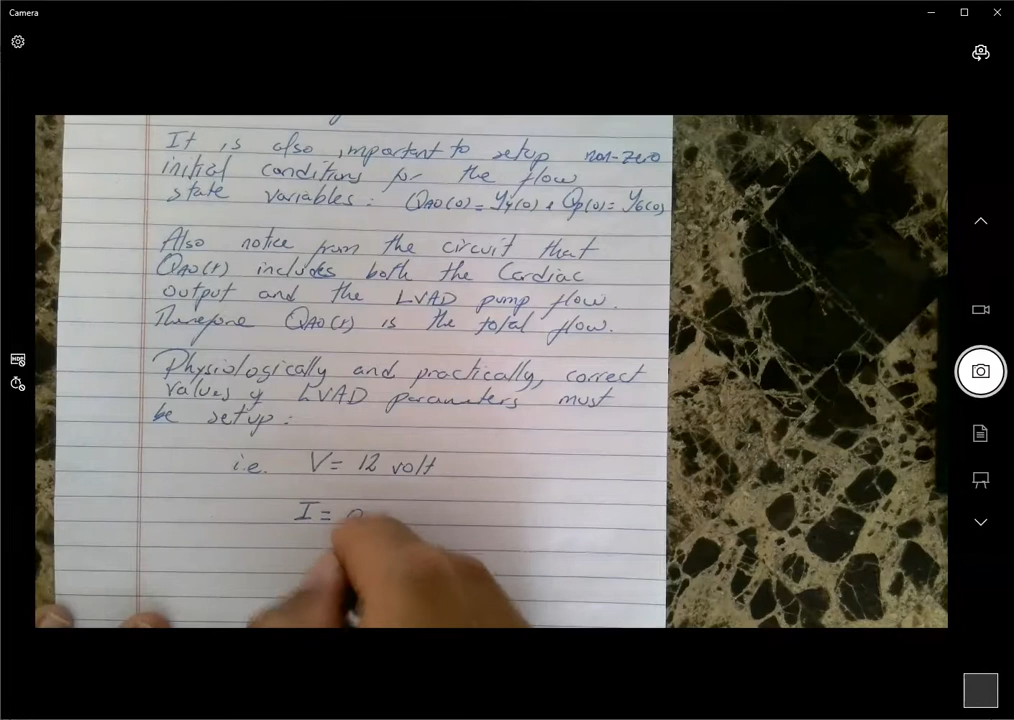 Camera
It is also important to setup non-zero
initial conditions for the flow
state variables: QAO(0) = y4(0) & Qp(0) = y6(0)
Also notice from the circuit that
QAO(t) includes both the Cardiac
output and the LVAD pump flow.
Therefore QAO(t) is the total flow.
Physiologically and practically, correct
values of LVAD parameters must
be setup:
i.e. V = 12 volt
I =